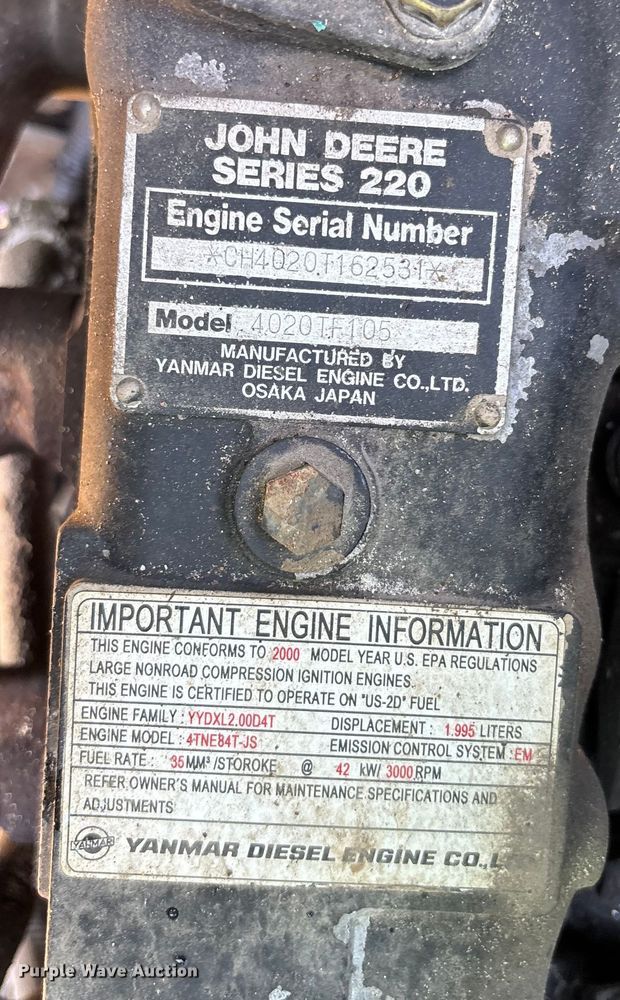 JOHN DEERE
SERIES 220
Engine Serial Number
*CH4020T162531*
Model 4020TF105
MANUFACTURED BY
YANMAR DIESEL ENGINE CO.,LTD.
OSAKA JAPAN
IMPORTANT ENGINE INFORMATION
THIS ENGINE CONFORMS TO 2000 MODEL YEAR U.S. EPA REGULATIONS
LARGE NONROAD COMPRESSION IGNITION ENGINES.
THIS ENGINE IS CERTIFIED TO OPERATE ON "US-2D" FUEL
ENGINE FAMILY : YYDXL2.00D4T DISPLACEMENT : 1.995 LITERS
ENGINE MODEL : 4TNE84T-JS EMISSION CONTROL SYSTEM : EM
FUEL RATE : 35 MM³ /STOROKE @ 42 kW/ 3000 RPM
REFER OWNER'S MANUAL FOR MAINTENANCE SPECIFICATIONS AND
ADJUSTMENTS
YANMAR YANMAR DIESEL ENGINE CO.,L
Purple Wave Auction